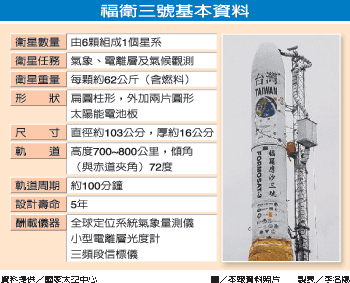 福衛三號基本資料
衛星數量 由6顆組成1個星系
衛星任務 氣象、電離層及氣候觀測
衛星重量 每顆約62公斤（含燃料）
形狀 扁圓柱形，外加兩片圓形
太陽能電池板
尺寸 直徑約103公分，厚約16公分
軌道 高度700~800公里，傾角
（與赤道夾角）72度
軌道周期 約100分鐘
設計壽命 5年
酬載儀器 全球定位系統氣象量測儀
小型電離層光度計
三頻段信標儀
台灣
TAIWAN
福爾摩沙三號
FORMOSAT-3
資料提供／國家太空中心
■／本報資料照片 製表／李名揚